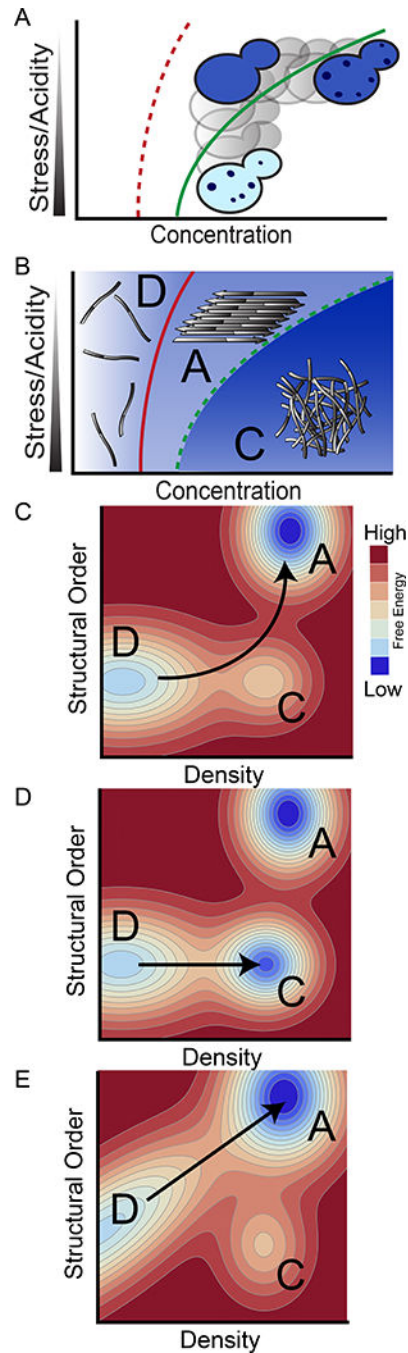 A
Stress/Acidity
Concentration
B
Stress/Acidity
D
A
C
Concentration
C
Structural Order
D
A
C
Density
High
Free Energy
Low
D
Structural Order
D
A
C
Density
E
Structural Order
D
A
C
Density